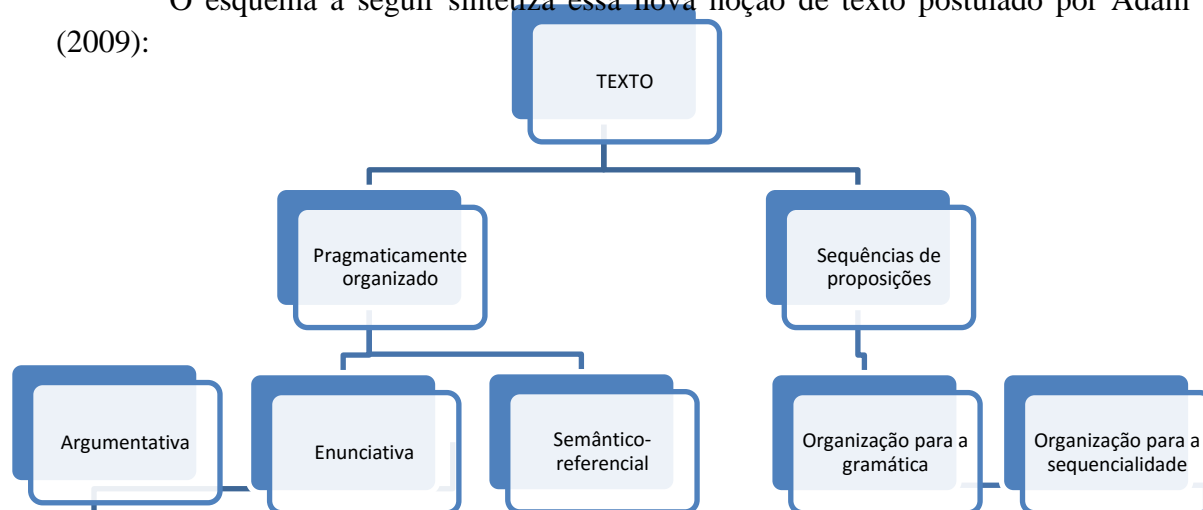 O esquema a seguir sintetiza essa nova noção de texto postulado por Adam
(2009):
TEXTO
Pragmaticamente
organizado
Sequências de
proposições
Argumentativa
Enunciativa
Semântico-
referencial
Organização para a
gramática
Organização para a
sequencialidade